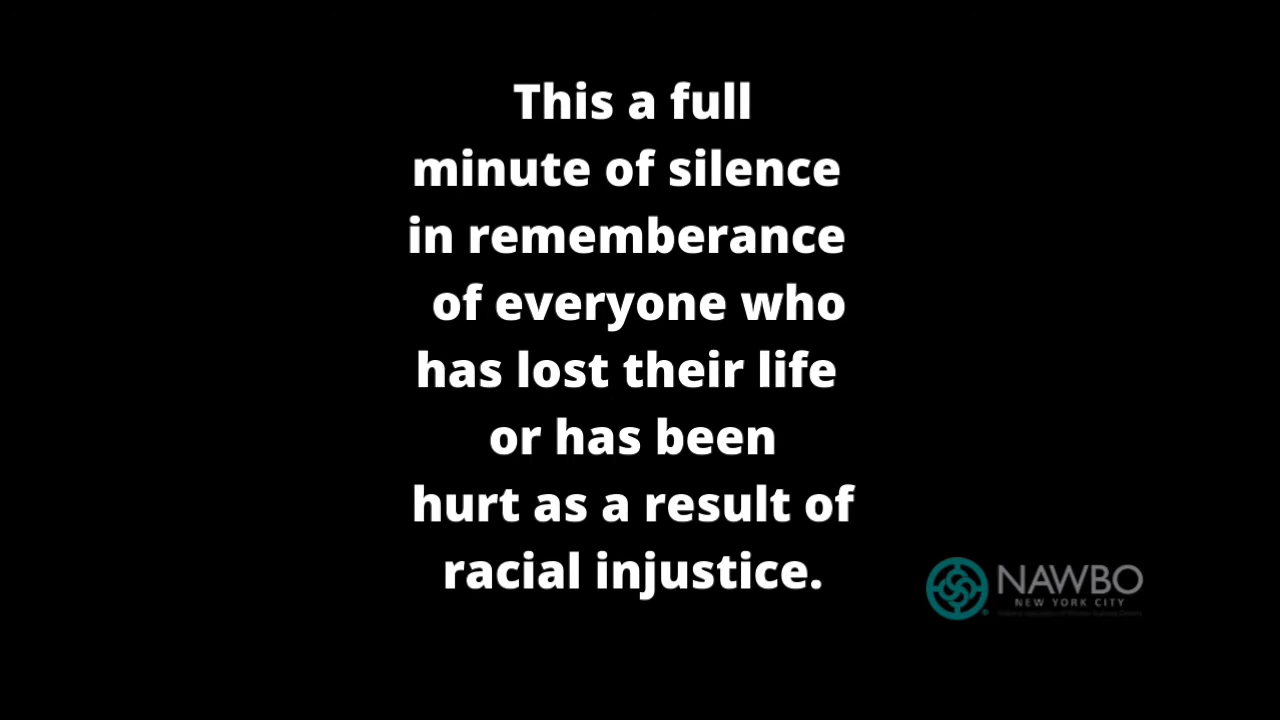 This a full
minute of silence
in rememberance
of everyone who
has lost their life
or has been
hurt as a result of
racial injustice.
NAWBO
NEW YORK CITY